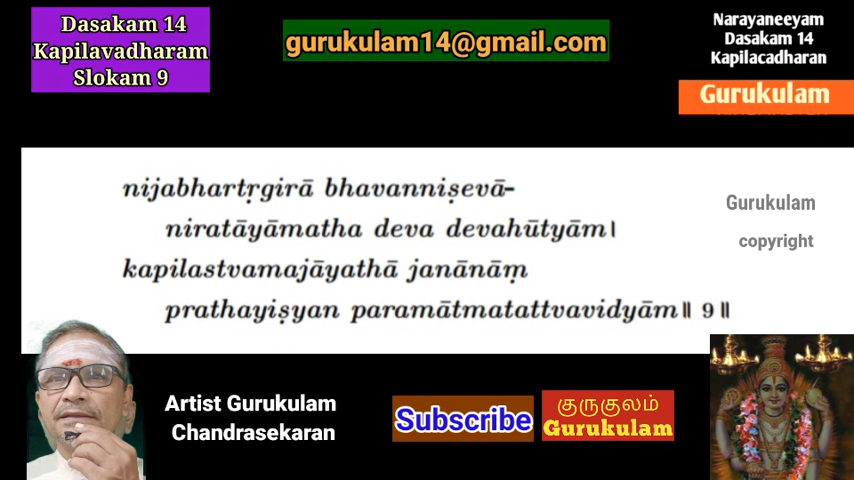 Dasakam 14
Kapilavadharam
Slokam 9
gurukulam14@gmail.com
Narayaneeyam
Dasakam 14
Kapilacadharan
Gurukulam
nijabhartṛgirā bhavanniṣevā-
niratāyāmatha deva devahūtyām।
kapilastvamajāyathā janānāṃ
prathayiṣyan paramātmatattvavidyām॥ 9॥
Gurukulam
copyright
Artist Gurukulam
Chandrasekaran
Subscribe
குருகுலம்
Gurukulam